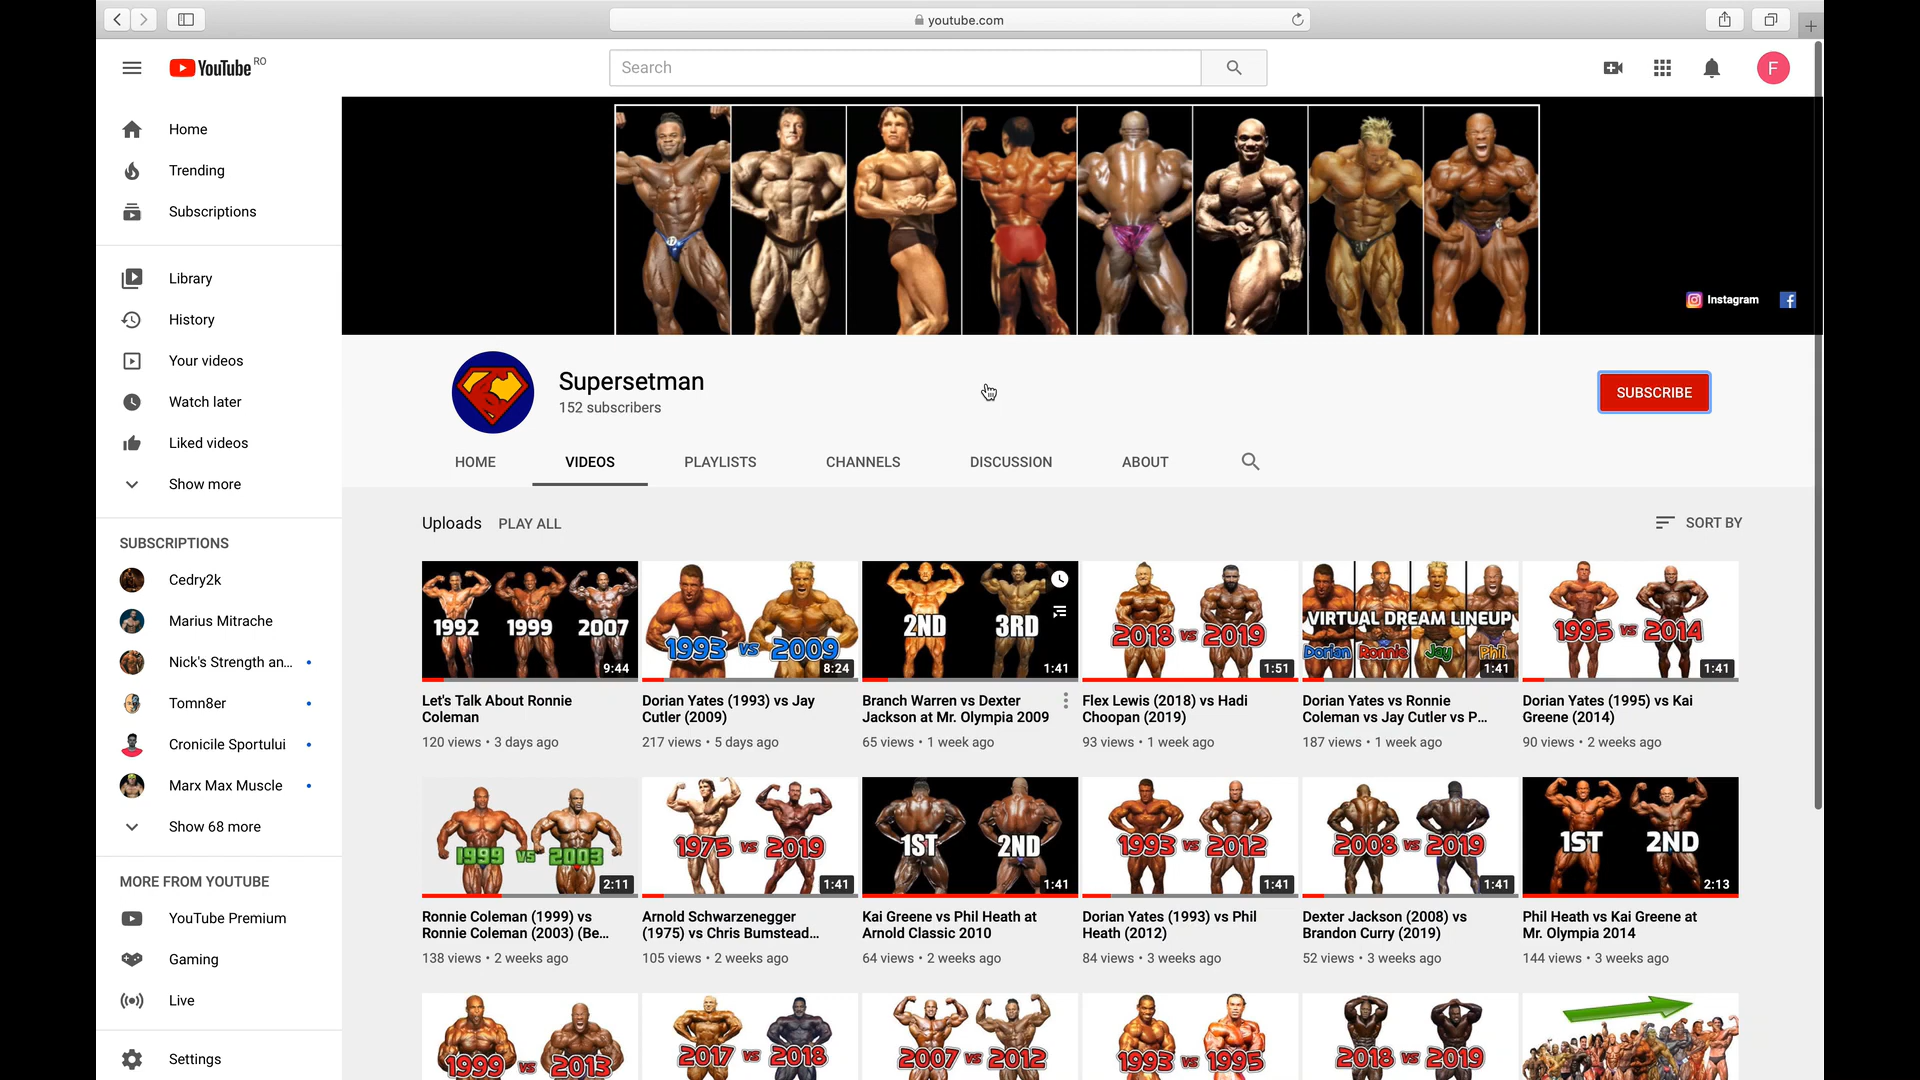 youtube.com
YouTube RO
Search
F
Home
Trending
Subscriptions
Library
History
Your videos
Watch later
Liked videos
Show more
SUBSCRIPTIONS
Cedry2k
Marius Mitrache
Nick's Strength an...
Tomn8er
Cronicile Sportului
Marx Max Muscle
Show 68 more
MORE FROM YOUTUBE
YouTube Premium
Gaming
Live
Settings
Instagram
Supersetman
152 subscribers
SUBSCRIBE
HOME VIDEOS PLAYLISTS CHANNELS DISCUSSION ABOUT
Uploads PLAY ALL
SORT BY
1992 1999 2007
9:44
Let's Talk About Ronnie
Coleman
120 views • 3 days ago
1993 vs 2009
8:24
Dorian Yates (1993) vs Jay
Cutler (2009)
217 views • 5 days ago
2ND 3RD
1:41
Branch Warren vs Dexter
Jackson at Mr. Olympia 2009
65 views • 1 week ago
2018 vs 2019
1:51
Flex Lewis (2018) vs Hadi
Choopan (2019)
93 views • 1 week ago
VIRTUAL DREAM LINEUP
Dorian Ronnie Jay Phil
1:41
Dorian Yates vs Ronnie
Coleman vs Jay Cutler vs P...
187 views • 1 week ago
1995 vs 2014
1:41
Dorian Yates (1995) vs Kai
Greene (2014)
90 views • 2 weeks ago
1999 vs 2003
2:11
Ronnie Coleman (1999) vs
Ronnie Coleman (2003) (Be...
138 views • 2 weeks ago
1975 vs 2019
1:41
Arnold Schwarzenegger
(1975) vs Chris Bumstead...
105 views • 2 weeks ago
1ST 2ND
1:41
Kai Greene vs Phil Heath at
Arnold Classic 2010
64 views • 2 weeks ago
1993 vs 2012
1:41
Dorian Yates (1993) vs Phil
Heath (2012)
84 views • 3 weeks ago
2008 vs 2019
1:41
Dexter Jackson (2008) vs
Brandon Curry (2019)
52 views • 3 weeks ago
1ST 2ND
2:13
Phil Heath vs Kai Greene at
Mr. Olympia 2014
144 views • 3 weeks ago
1999 vs 2013
2017 vs 2018
2007 vs 2012
1993 vs 1995
2018 vs 2019